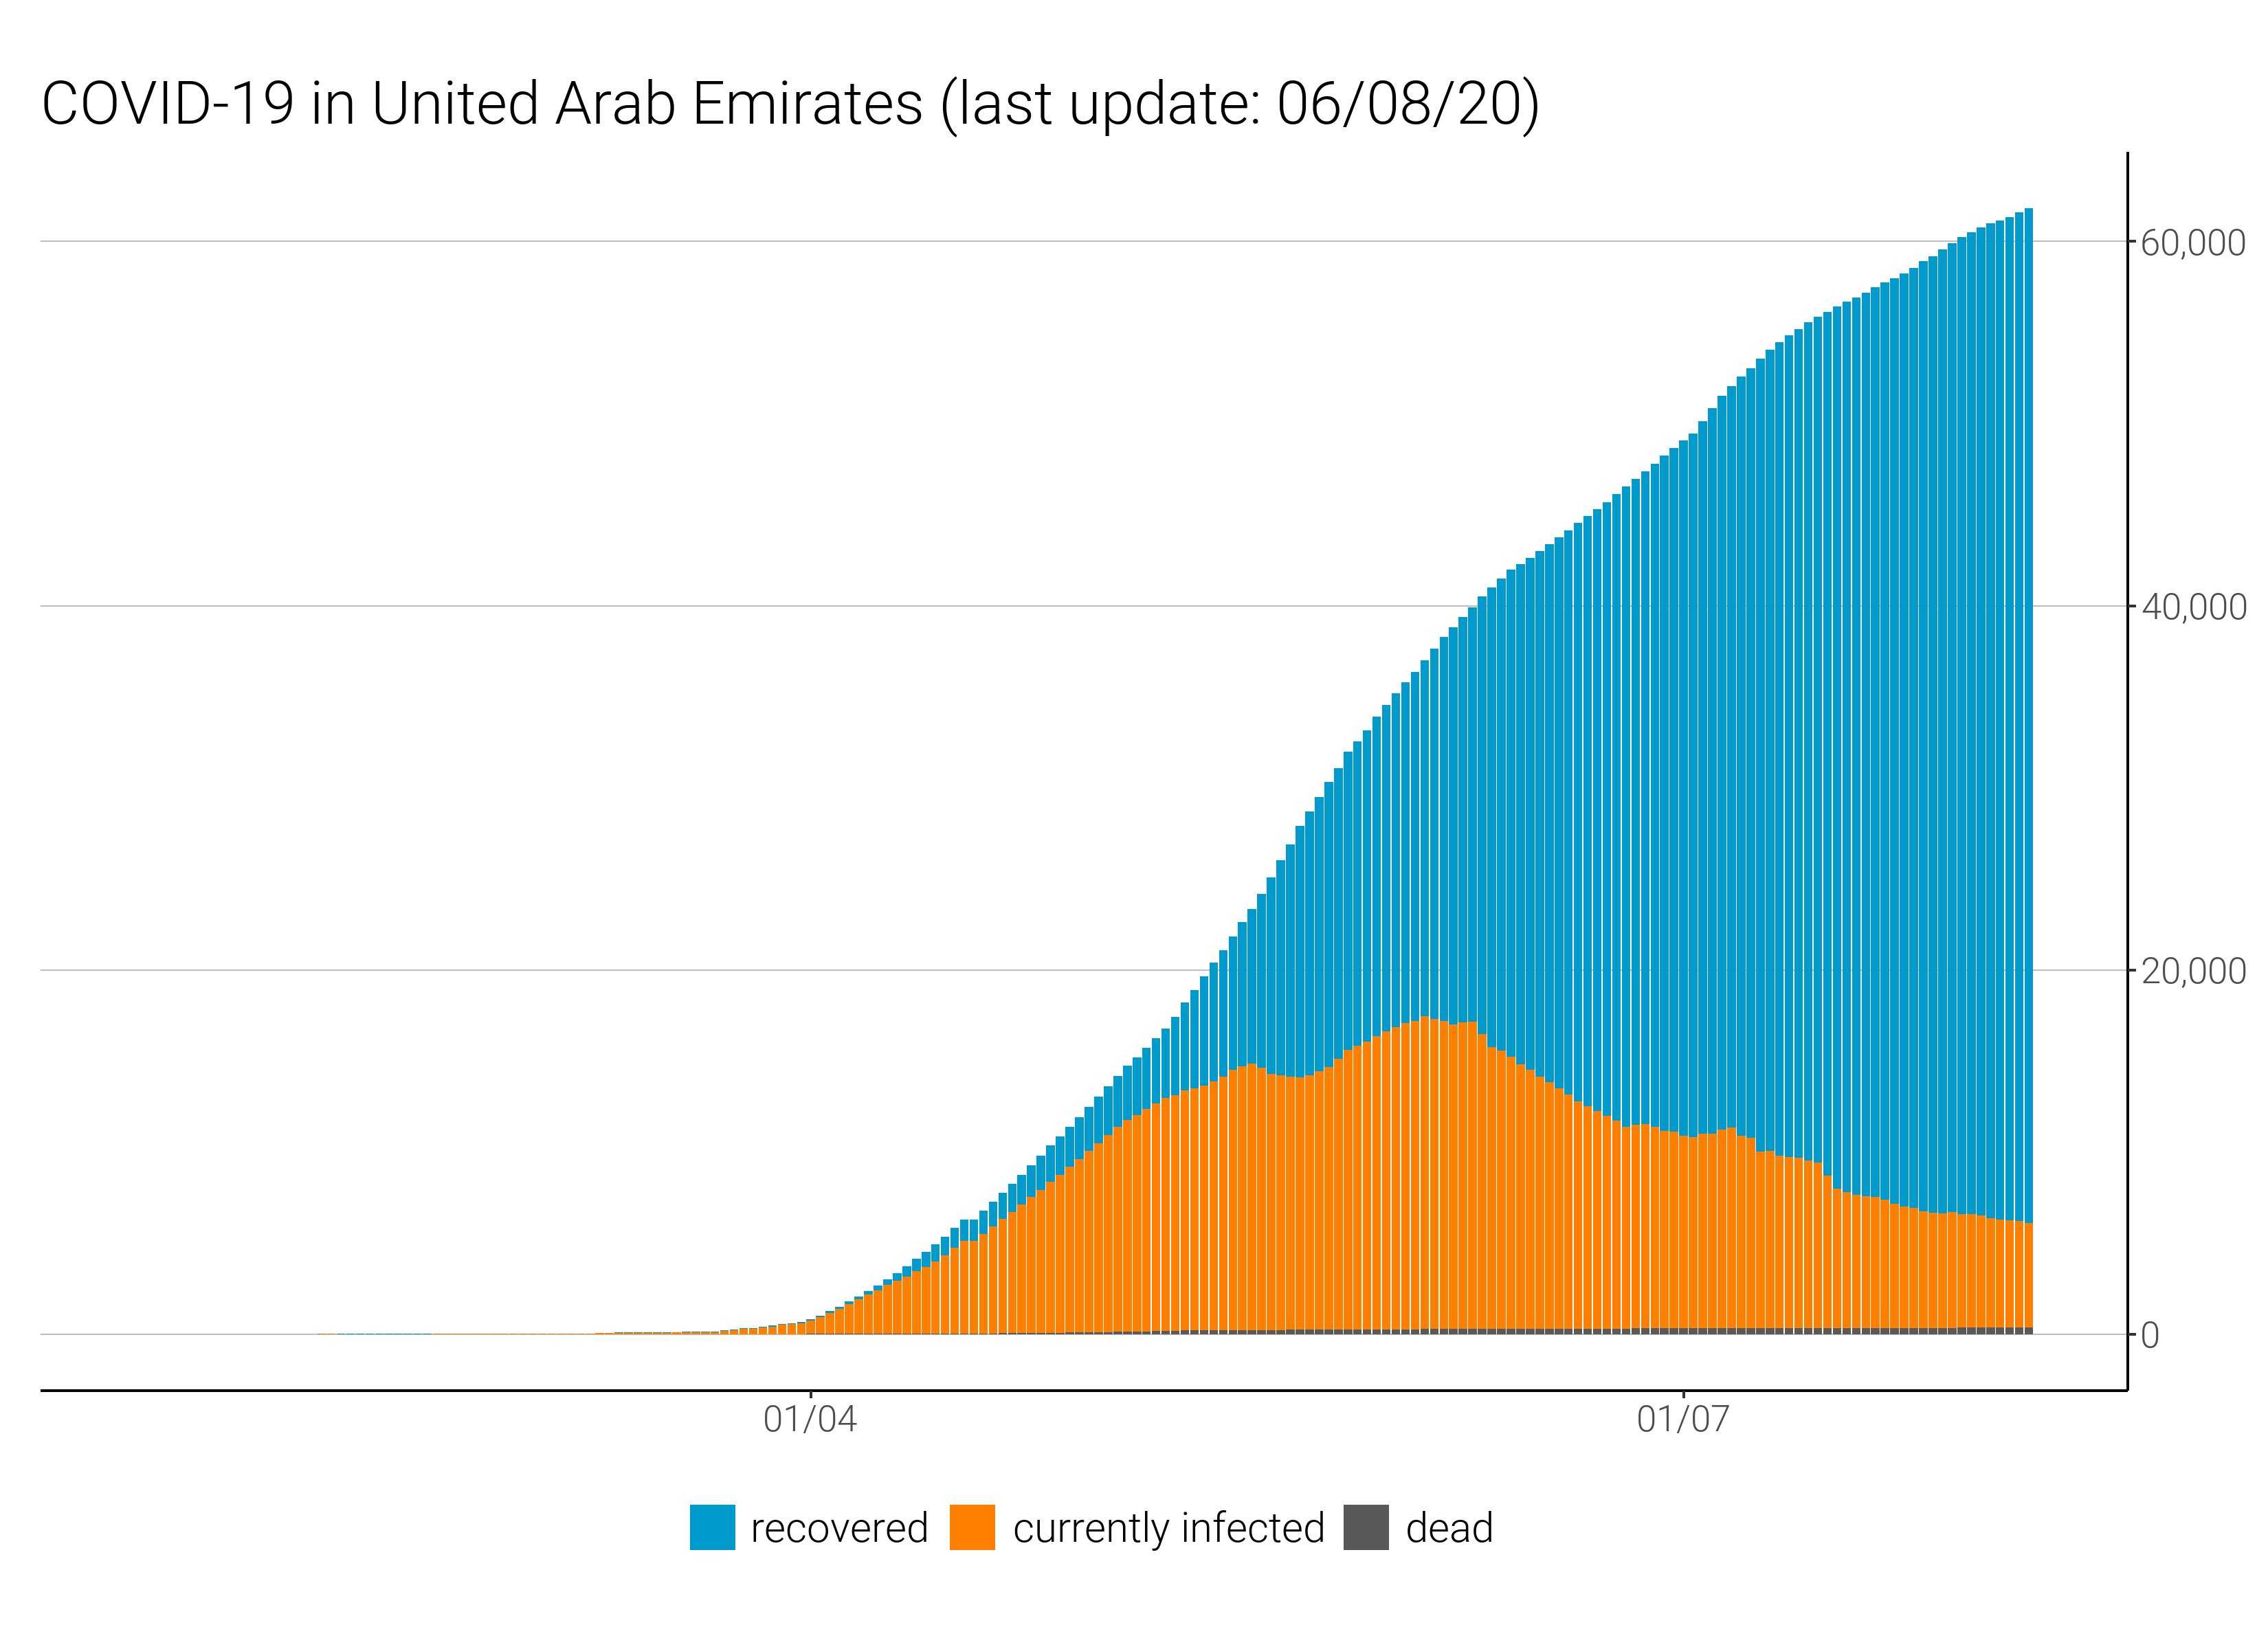 COVID-19 in United Arab Emirates (last update: 06/08/20)
60,000
40,000
20,000
0
01/04 01/07
recovered currently infected dead